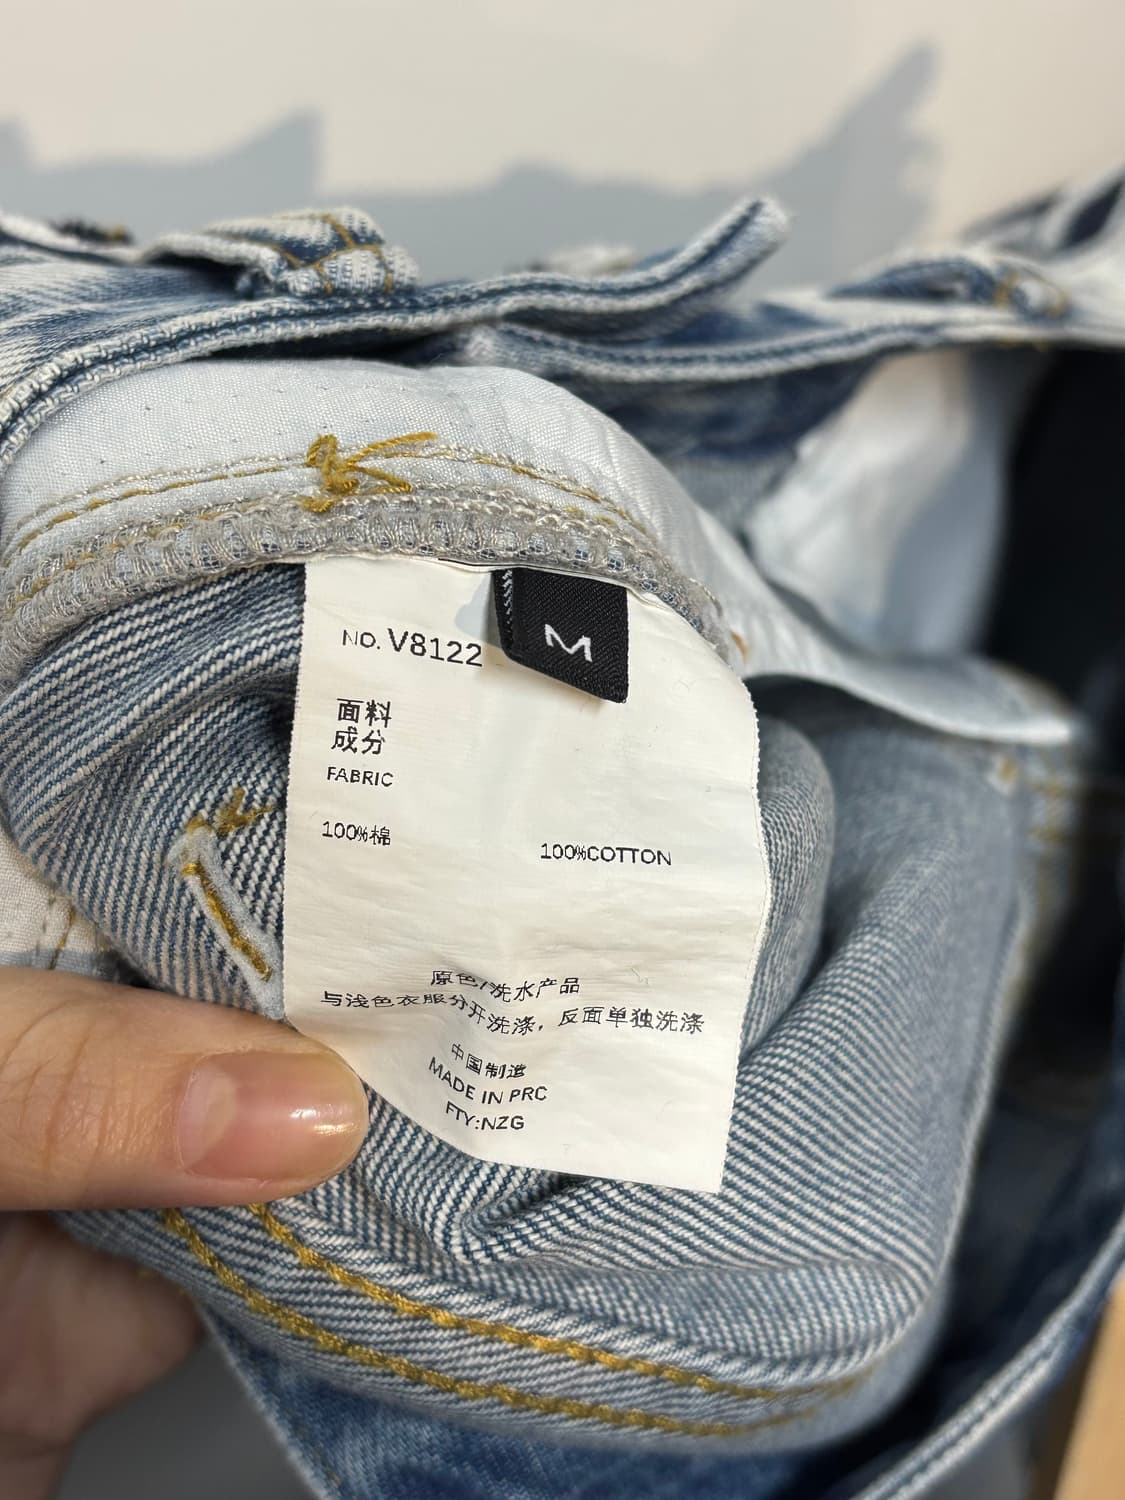 NO. V8122
M
面料
成分
FABRIC
100%棉
100%COTTON
原色/洗水产品
与浅色衣服分开洗涤，反面单独洗涤
中国制造
MADE IN PRC
FTY:NZG